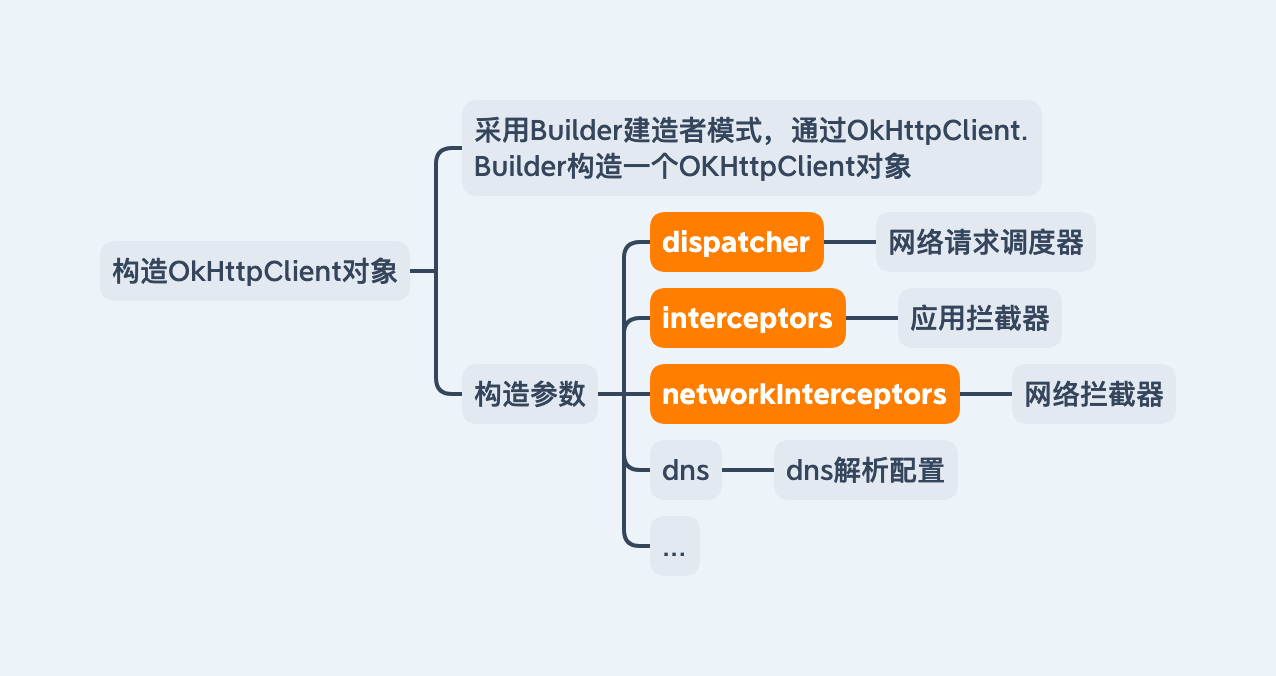 构造OkHttpClient对象
采用Builder建造者模式，通过OkHttpClient.
Builder构造一个OKHttpClient对象
构造参数
dispatcher
网络请求调度器
interceptors
应用拦截器
networkInterceptors
网络拦截器
dns
dns解析配置
...